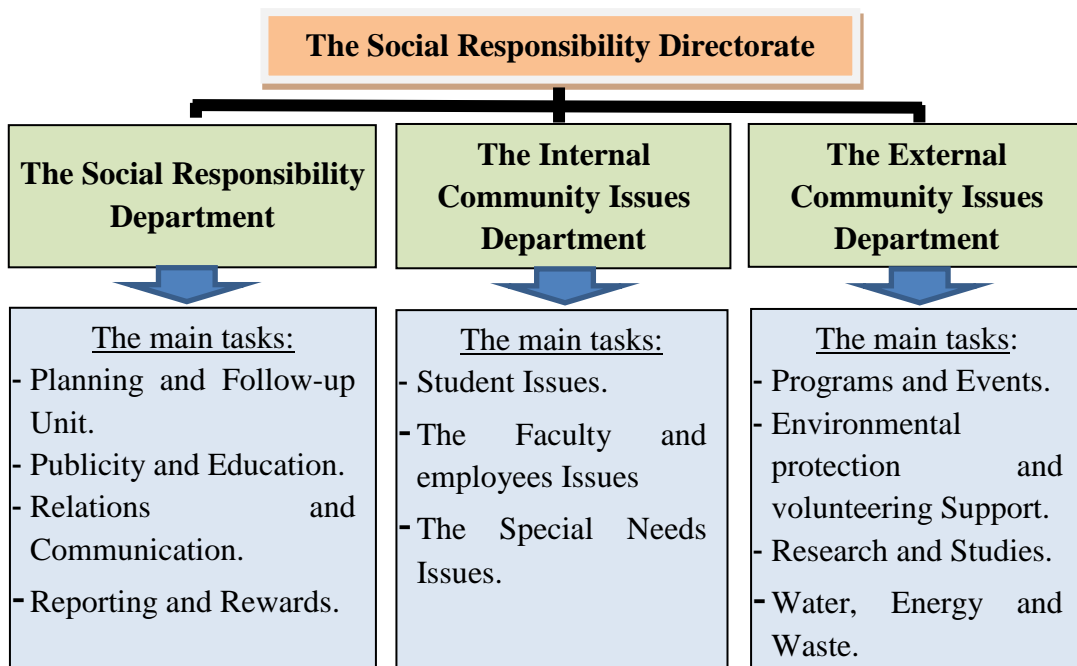 The Social Responsibility Directorate
The Social Responsibility
Department
The main tasks:
- Planning and Follow-up
Unit.
- Publicity and Education.
- Relations and
Communication.
- Reporting and Rewards.
The Internal
Community Issues
Department
The main tasks:
- Student Issues.
- The Faculty and
employees Issues
- The Special Needs
Issues.
The External
Community Issues
Department
The main tasks:
- Programs and Events.
- Environmental
protection and
volunteering Support.
- Research and Studies.
- Water, Energy and
Waste.